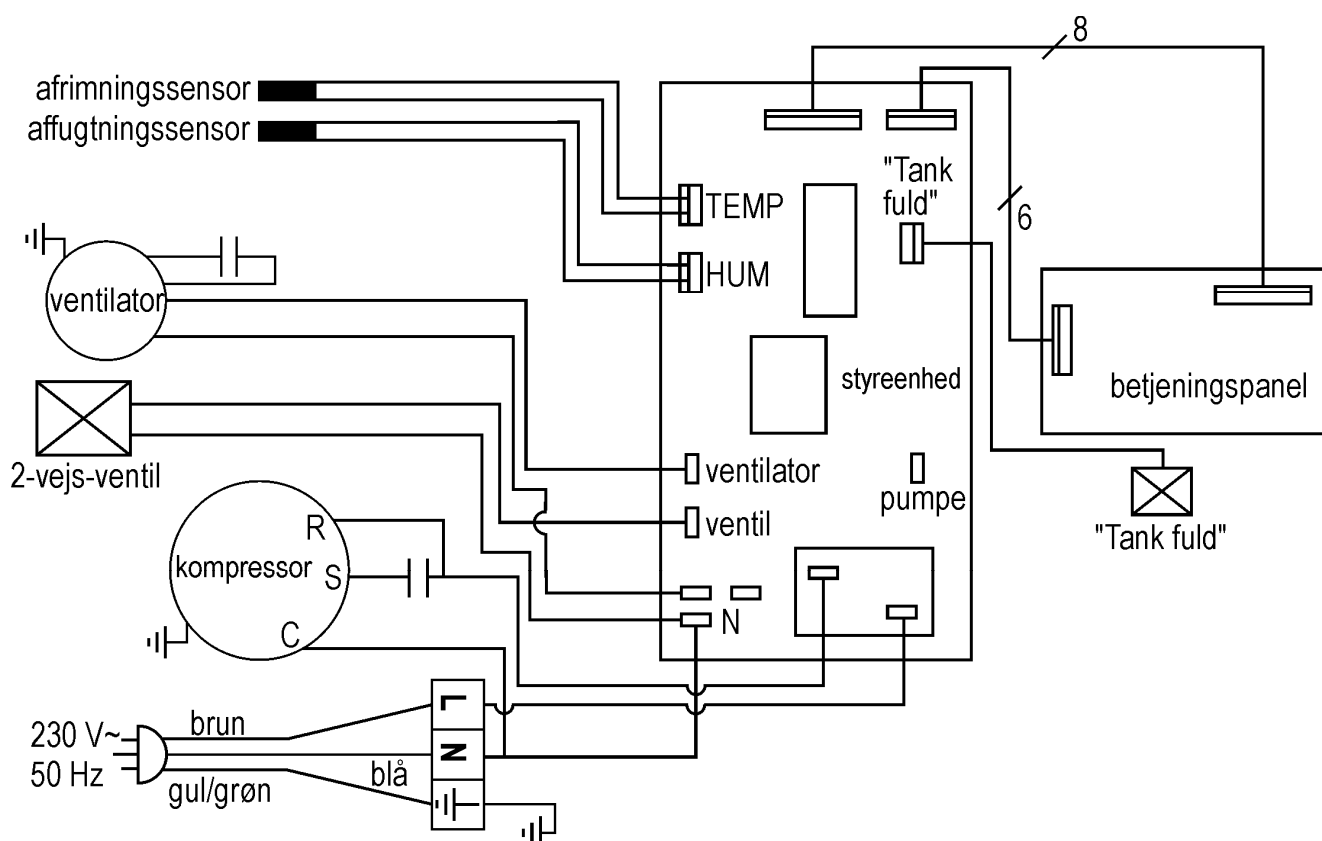 8
afrimningssensor
affugtningssensor
"Tank
fuld"
TEMP
6
HUM
ventilator
styreenhed
betjeningspanel
2-vejs-ventil
ventilator
pumpe
ventil
"Tank fuld"
R
kompressor
S
N
C
L
brun
230 V~
N
50 Hz
blå
gul/grøn